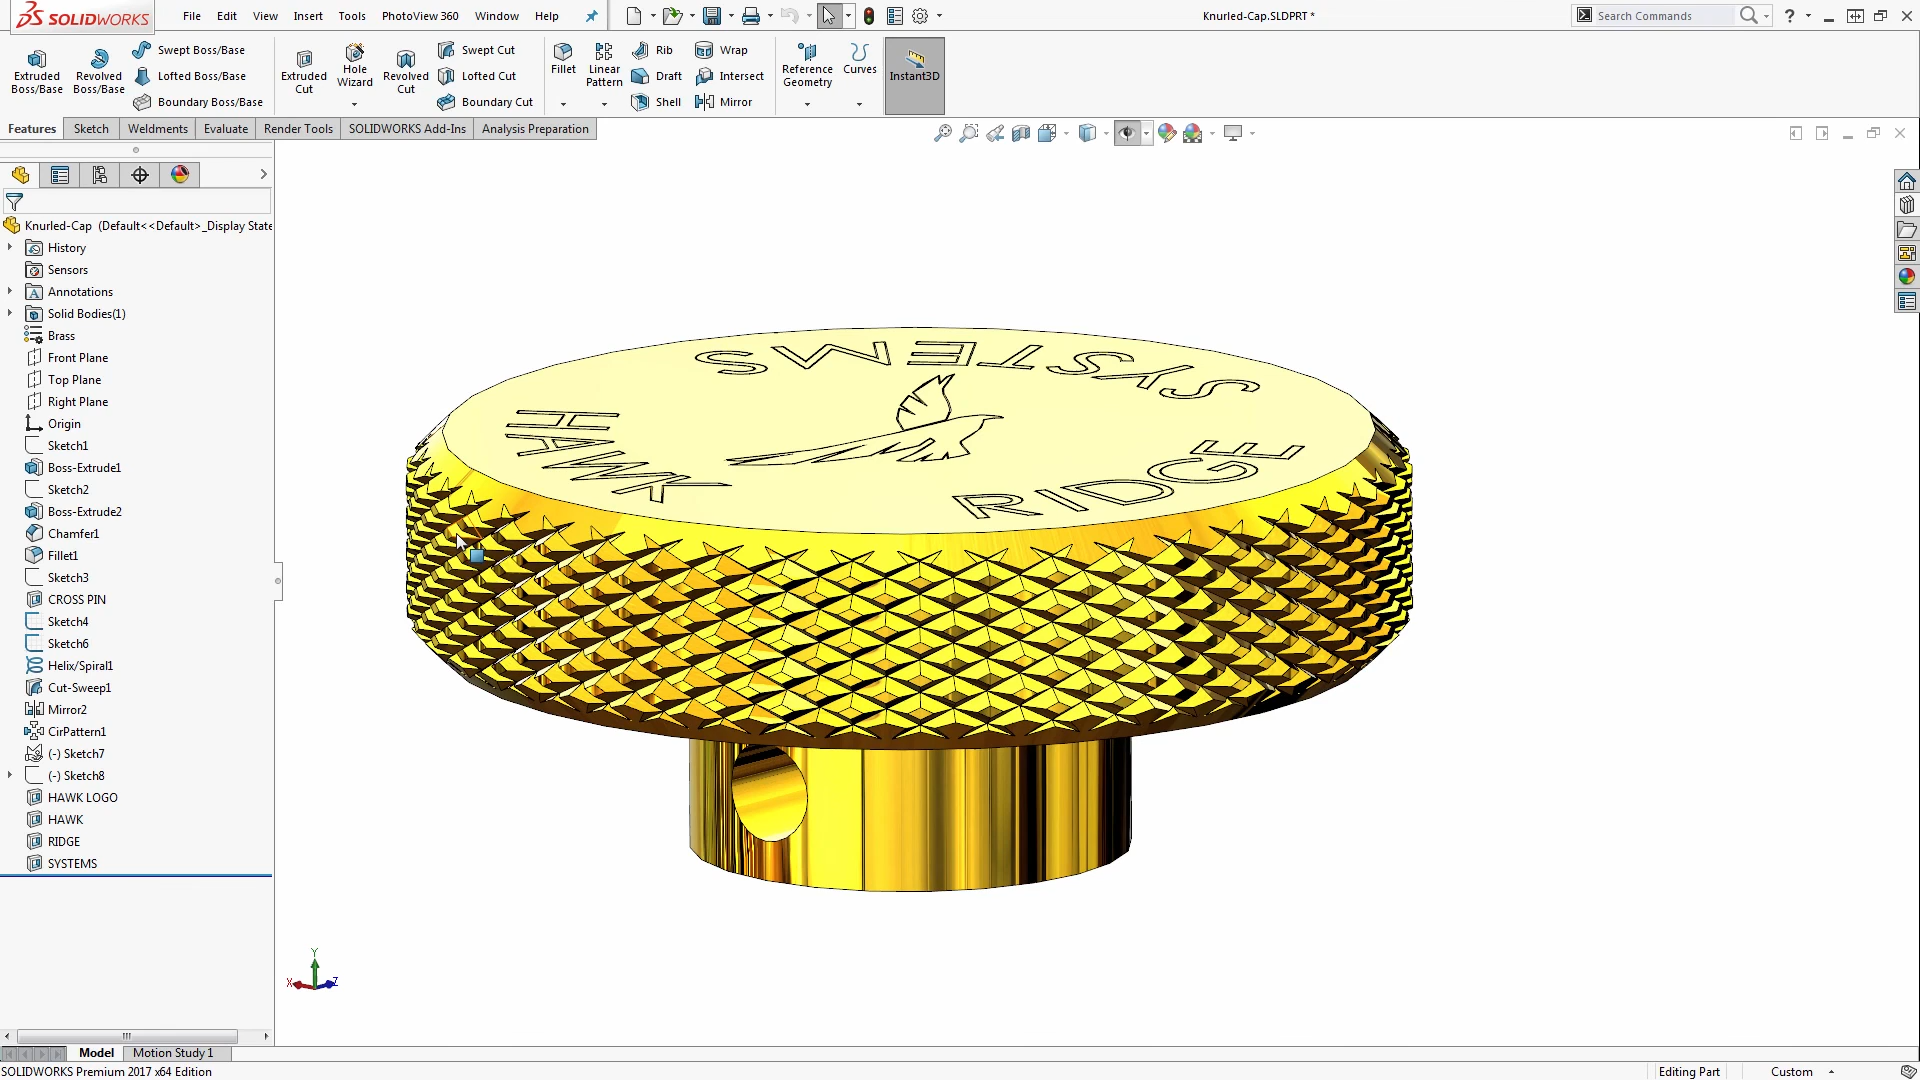 SOLIDWORKS
File Edit View Insert Tools PhotoView 360 Window Help
Knurled-Cap.SLDPRT *
Search Commands
Extruded Boss/Base
Revolved Boss/Base
Swept Boss/Base
Lofted Boss/Base
Boundary Boss/Base
Extruded Cut
Hole Wizard
Revolved Cut
Swept Cut
Lofted Cut
Boundary Cut
Fillet
Linear Pattern
Rib
Draft
Shell
Wrap
Intersect
Mirror
Reference Geometry
Curves
Instant3D
Features Sketch Weldments Evaluate Render Tools SOLIDWORKS Add-Ins Analysis Preparation
Knurled-Cap (Default<<Default>_Display State
History
Sensors
Annotations
Solid Bodies(1)
Brass
Front Plane
Top Plane
Right Plane
Origin
Sketch1
Boss-Extrude1
Sketch2
Boss-Extrude2
Chamfer1
Fillet1
Sketch3
CROSS PIN
Sketch4
Sketch6
Helix/Spiral1
Cut-Sweep1
Mirror2
CirPattern1
(-) Sketch7
(-) Sketch8
HAWK LOGO
HAWK
RIDGE
SYSTEMS
HAWK
RIDGE
SYSTEMS
Y
X
Z
Model Motion Study 1
SOLIDWORKS Premium 2017 x64 Edition
Editing Part
Custom